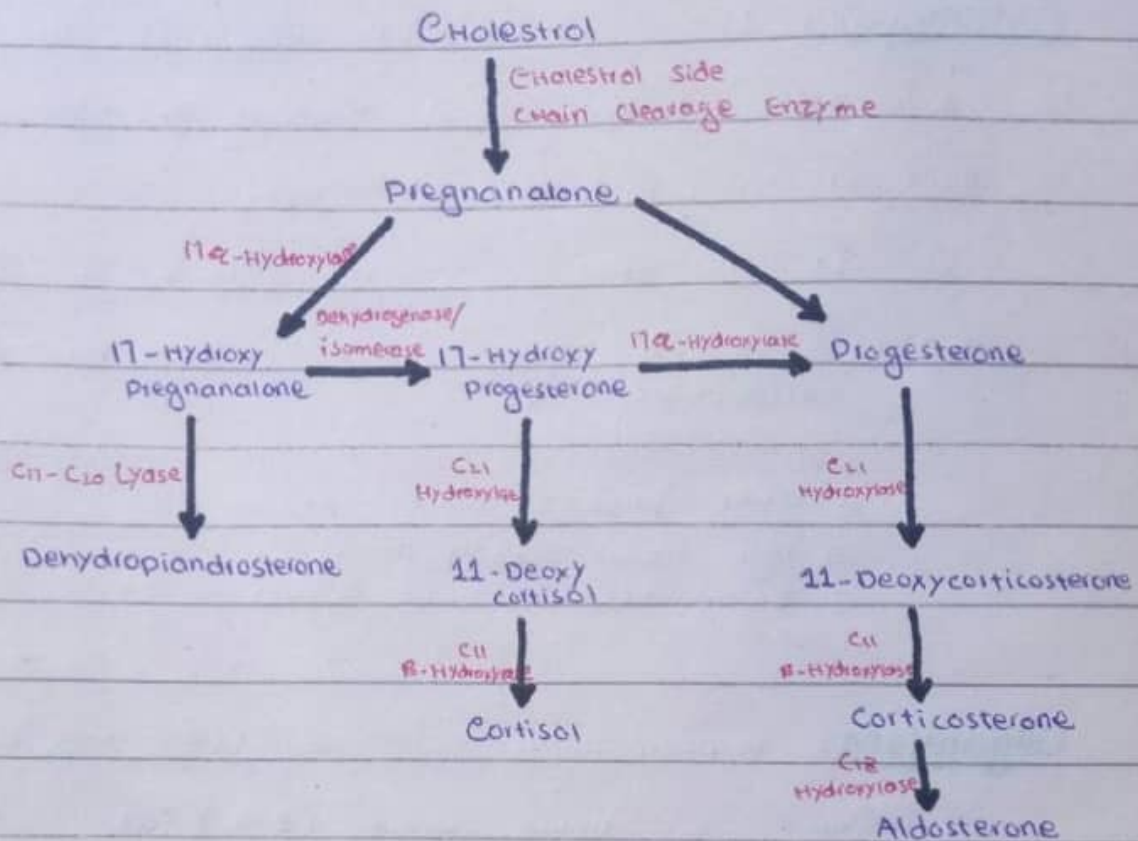 Cholestrol
Cholestrol side
chain cleavage Enzyme
Pregnanalone
17α-Hydroxylase
Dehydrogenase/
isomerase
17-Hydroxy
Pregnanalone
17-Hydroxy
Progesterone
17α-Hydroxylase
Progesterone
C17-C20 Lyase
C21
Hydroxylase
C21
Hydroxylase
Dehydropiandrosterone
11-Deoxy
cortisol
11-Deoxycorticosterone
C11
B-Hydroxylase
C11
B-Hydroxylase
Cortisol
Corticosterone
C18
Hydroxylase
Aldosterone